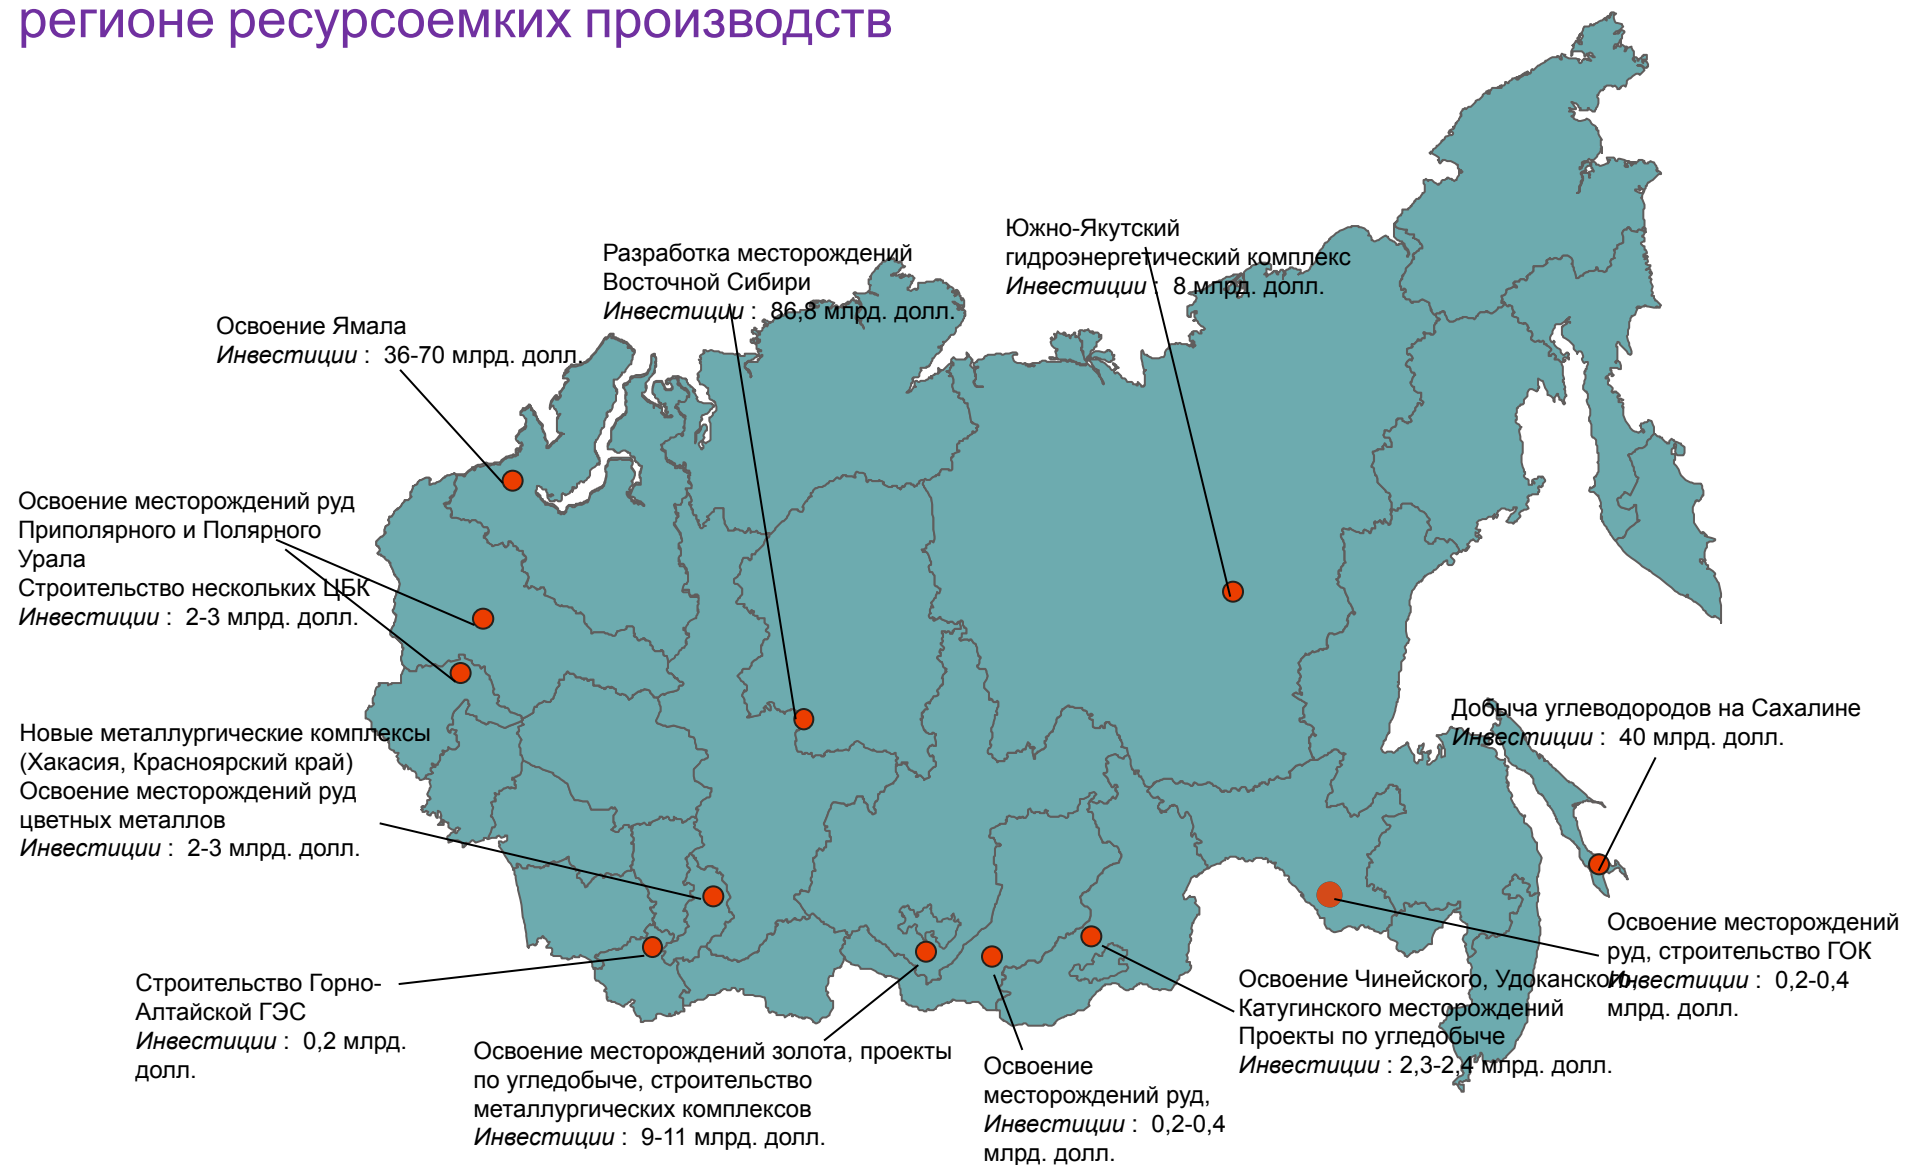 регионе ресурсоемких производств
Южно-Якутский
гидроэнергетический комплекс
Инвестиции : 8 млрд. долл.
Разработка месторождений
Восточной Сибири
Инвестиции : 86,8 млрд. долл.
Освоение Ямала
Инвестиции : 36-70 млрд. долл.
Освоение месторождений руд
Приполярного и Полярного
Урала
Строительство нескольких ЦБК
Инвестиции : 2-3 млрд. долл.
Новые металлургические комплексы
(Хакасия, Красноярский край)
Освоение месторождений руд
цветных металлов
Инвестиции : 2-3 млрд. долл.
Добыча углеводородов на Сахалине
Инвестиции : 40 млрд. долл.
Освоение месторождений
руд, строительство ГОК
Инвестиции : 0,2-0,4
млрд. долл.
Строительство Горно-
Алтайской ГЭС
Инвестиции : 0,2 млрд.
долл.
Освоение месторождений золота, проекты
по угледобыче, строительство
металлургических комплексов
Инвестиции : 9-11 млрд. долл.
Освоение
месторождений руд,
Инвестиции : 0,2-0,4
млрд. долл.
Освоение Чинейского, Удоканского,
Катугинского месторождений
Проекты по угледобыче
Инвестиции : 2,3-2,4 млрд. долл.